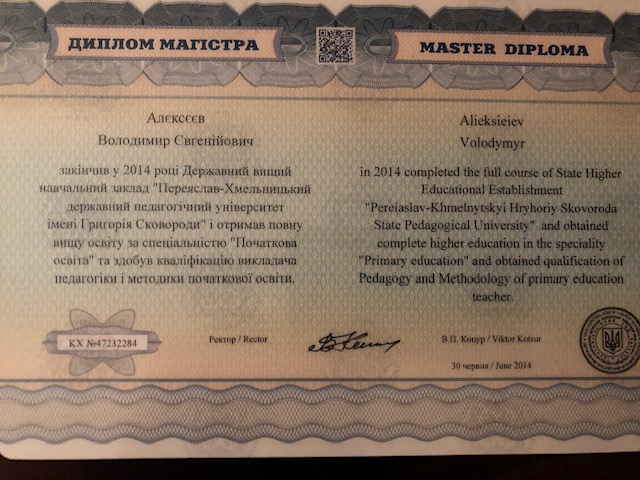 ДИПЛОМ МАГІСТРА
Алєксєєв
Володимир Євгенійович
закінчив у 2014 році Державний вищий
навчальний заклад "Переяслав-Хмельницький
державний педагогічний університет
імені Григорія Сковороди" і отримав повну
вищу освіту за спеціальністю "Початкова
освіта" та здобув кваліфікацію викладача
педагогіки і методики початкової освіти.
MASTER DIPLOMA
Alieksieiev
Volodymyr
in 2014 completed the full course of State Higher
Educational Establishment
"Pereiaslav-Khmelnytskyi Hryhoriy Skovoroda
State Pedagogical University" and obtained
complete higher education in the speciality
"Primary education" and obtained qualification of
Pedagogy and Methodology of primary education
teacher.
КХ №47232284
Ректор / Rector
В.П. Коцур / Viktor Kotsur
30 червня / June 2014